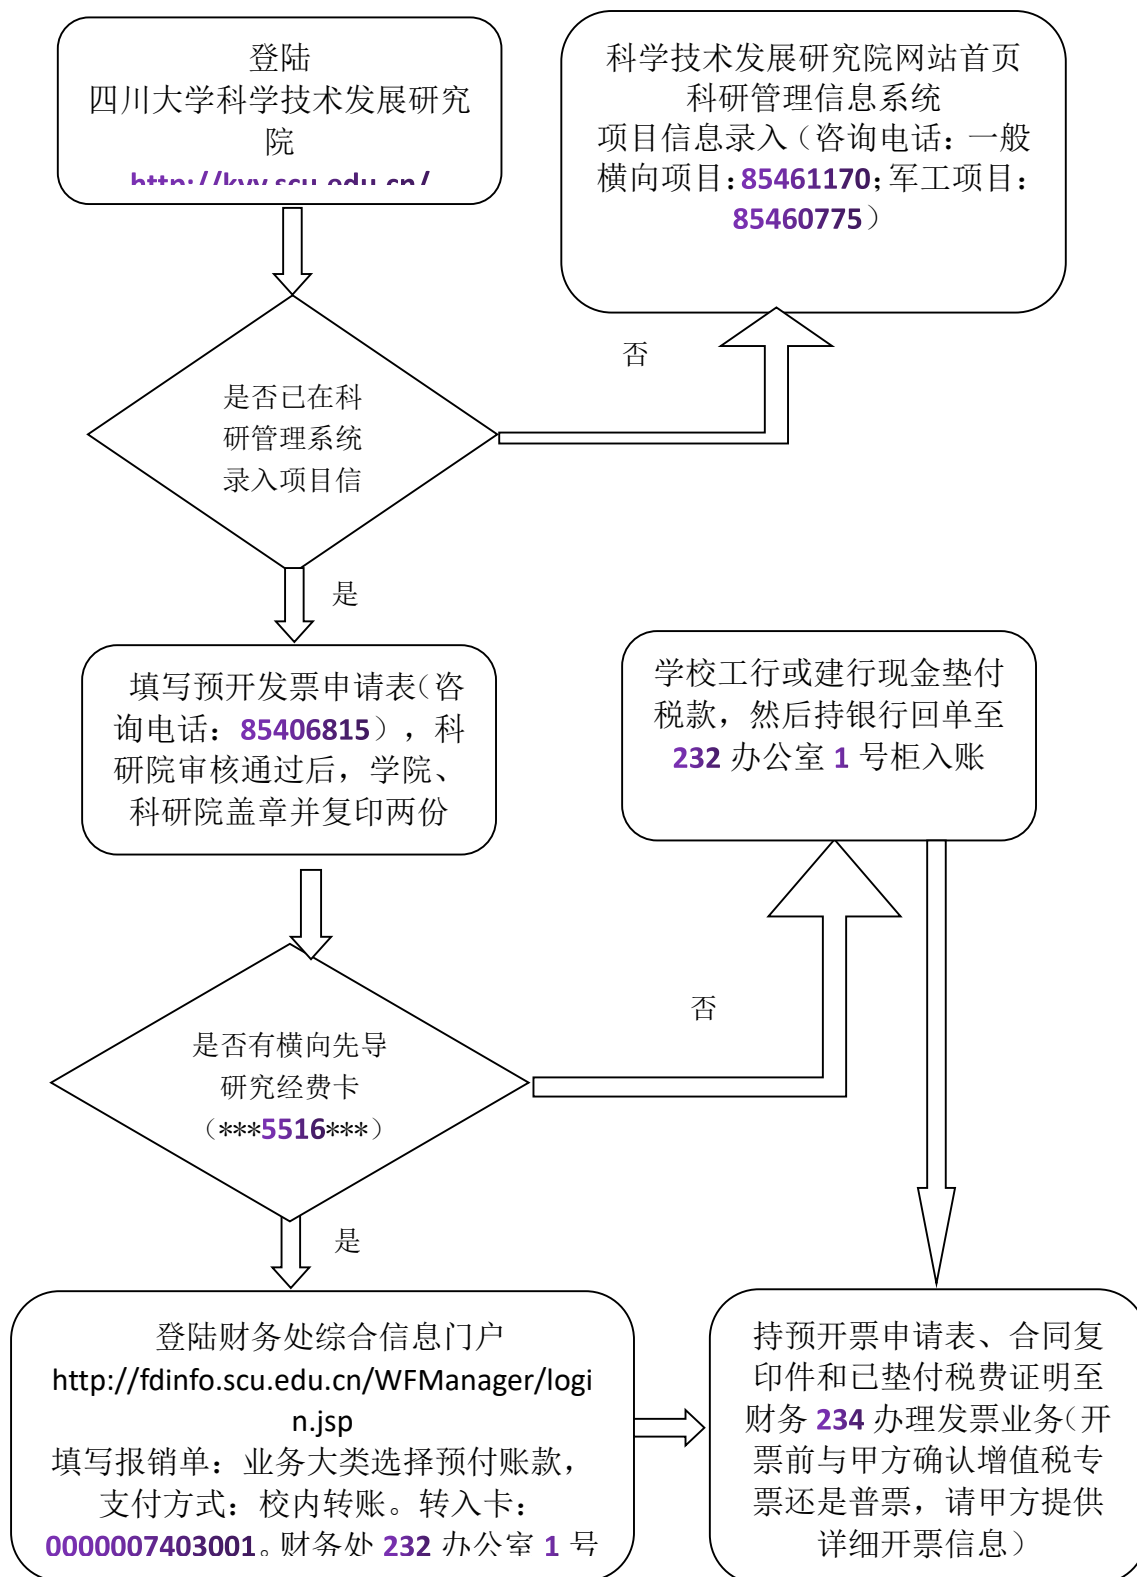 登陆
四川大学科学技术发展研究
院
http://kyy.scu.edu.cn/
科学技术发展研究院网站首页
科研管理信息系统
项目信息录入（咨询电话：一般
横向项目：85461170；军工项目：
85460775）
否
是否已在科
研管理系统
录入项目信
是
填写预开发票申请表（咨
询电话：85406815），科
研院审核通过后，学院、
科研院盖章并复印两份
学校工行或建行现金垫付
税款，然后持银行回单至
232 办公室 1 号柜入账
否
是否有横向先导
研究经费卡
（***5516***）
是
登陆财务处综合信息门户
http://fdinfo.scu.edu.cn/WFManager/logi
n.jsp
填写报销单：业务大类选择预付账款，
支付方式：校内转账。转入卡：
0000007403001。财务处 232 办公室 1 号
持预开票申请表、合同复
印件和已垫付税费证明至
财务 234 办理发票业务（开
票前与甲方确认增值税专
票还是普票，请甲方提供
详细开票信息）